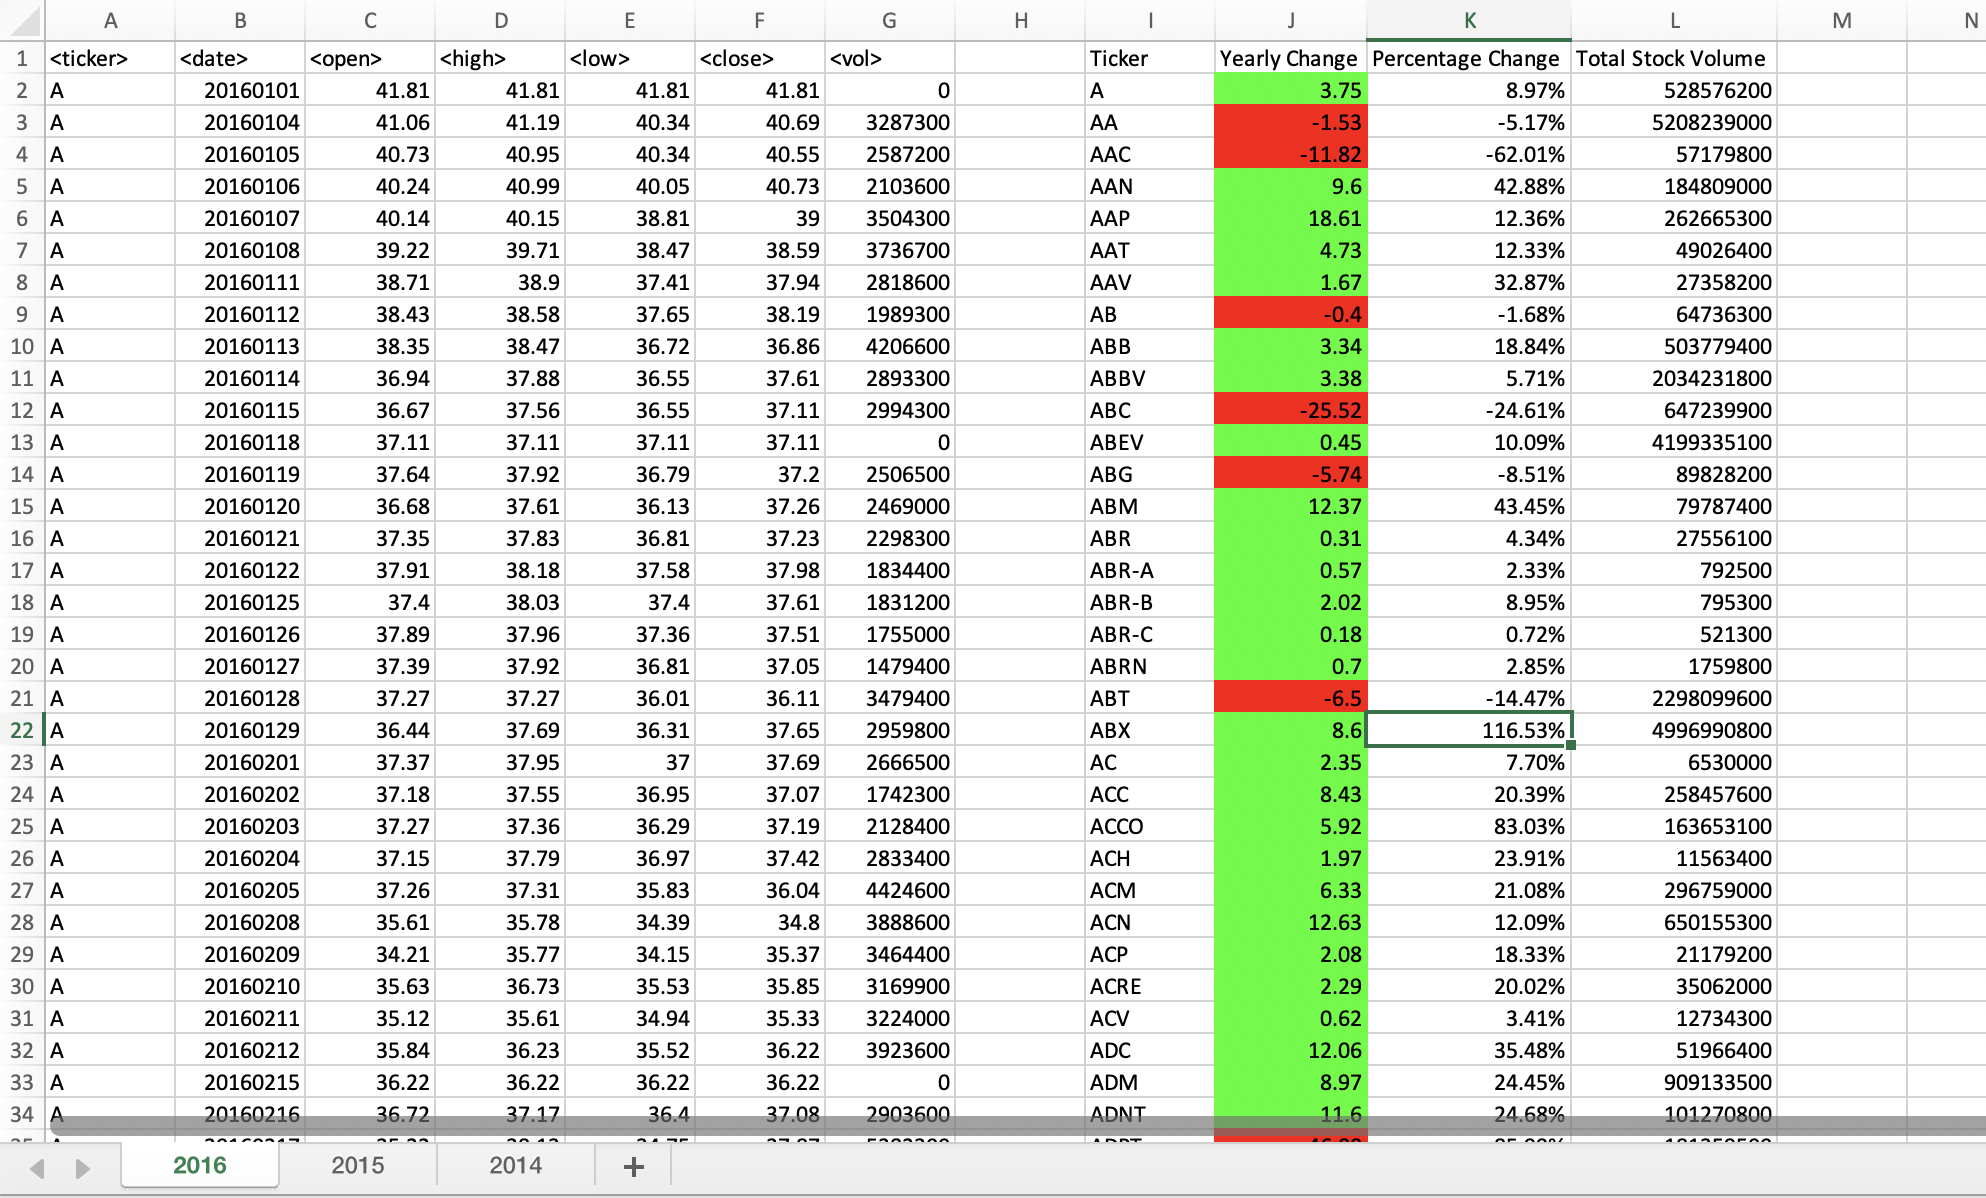 A B C D E F G H I J K L M N
1 <ticker> <date> <open> <high> <low> <close> <vol> Ticker Yearly Change Percentage Change Total Stock Volume
2 A 20160101 41.81 41.81 41.81 41.81 0 A 3.75 8.97% 528576200
3 A 20160104 41.06 41.19 40.34 40.69 3287300 AA -1.53 -5.17% 5208239000
4 A 20160105 40.73 40.95 40.34 40.55 2587200 AAC -11.82 -62.01% 57179800
5 A 20160106 40.24 40.99 40.05 40.73 2103600 AAN 9.6 42.88% 184809000
6 A 20160107 40.14 40.15 38.81 39 3504300 AAP 18.61 12.36% 262665300
7 A 20160108 39.22 39.71 38.47 38.59 3736700 AAT 4.73 12.33% 49026400
8 A 20160111 38.71 38.9 37.41 37.94 2818600 AAV 1.67 32.87% 27358200
9 A 20160112 38.43 38.58 37.65 38.19 1989300 AB -0.4 -1.68% 64736300
10 A 20160113 38.35 38.47 36.72 36.86 4206600 ABB 3.34 18.84% 503779400
11 A 20160114 36.94 37.88 36.55 37.61 2893300 ABBV 3.38 5.71% 2034231800
12 A 20160115 36.67 37.56 36.55 37.11 2994300 ABC -25.52 -24.61% 647239900
13 A 20160118 37.11 37.11 37.11 37.11 0 ABEV 0.45 10.09% 4199335100
14 A 20160119 37.64 37.92 36.79 37.2 2506500 ABG -5.74 -8.51% 89828200
15 A 20160120 36.68 37.61 36.13 37.26 2469000 ABM 12.37 43.45% 79787400
16 A 20160121 37.35 37.83 36.81 37.23 2298300 ABR 0.31 4.34% 27556100
17 A 20160122 37.91 38.18 37.58 37.98 1834400 ABR-A 0.57 2.33% 792500
18 A 20160125 37.4 38.03 37.4 37.61 1831200 ABR-B 2.02 8.95% 795300
19 A 20160126 37.89 37.96 37.36 37.51 1755000 ABR-C 0.18 0.72% 521300
20 A 20160127 37.39 37.92 36.81 37.05 1479400 ABRN 0.7 2.85% 1759800
21 A 20160128 37.27 37.27 36.01 36.11 3479400 ABT -6.5 -14.47% 2298099600
22 A 20160129 36.44 37.69 36.31 37.65 2959800 ABX 8.6 116.53% 4996990800
23 A 20160201 37.37 37.95 37 37.69 2666500 AC 2.35 7.70% 6530000
24 A 20160202 37.18 37.55 36.95 37.07 1742300 ACC 8.43 20.39% 258457600
25 A 20160203 37.27 37.36 36.29 37.19 2128400 ACCO 5.92 83.03% 163653100
26 A 20160204 37.15 37.79 36.97 37.42 2833400 ACH 1.97 23.91% 11563400
27 A 20160205 37.26 37.31 35.83 36.04 4424600 ACM 6.33 21.08% 296759000
28 A 20160208 35.61 35.78 34.39 34.8 3888600 ACN 12.63 12.09% 650155300
29 A 20160209 34.21 35.77 34.15 35.37 3464400 ACP 2.08 18.33% 21179200
30 A 20160210 35.63 36.73 35.53 35.85 3169900 ACRE 2.29 20.02% 35062000
31 A 20160211 35.12 35.61 34.94 35.33 3224000 ACV 0.62 3.41% 12734300
32 A 20160212 35.84 36.23 35.52 36.22 3923600 ADC 12.06 35.48% 51966400
33 A 20160215 36.22 36.22 36.22 36.22 0 ADM 8.97 24.45% 909133500
34 A 20160216 36.72 37.17 36.4 37.08 2903600 ADNT 11.6 24.68% 101270800
2016 2015 2014 +